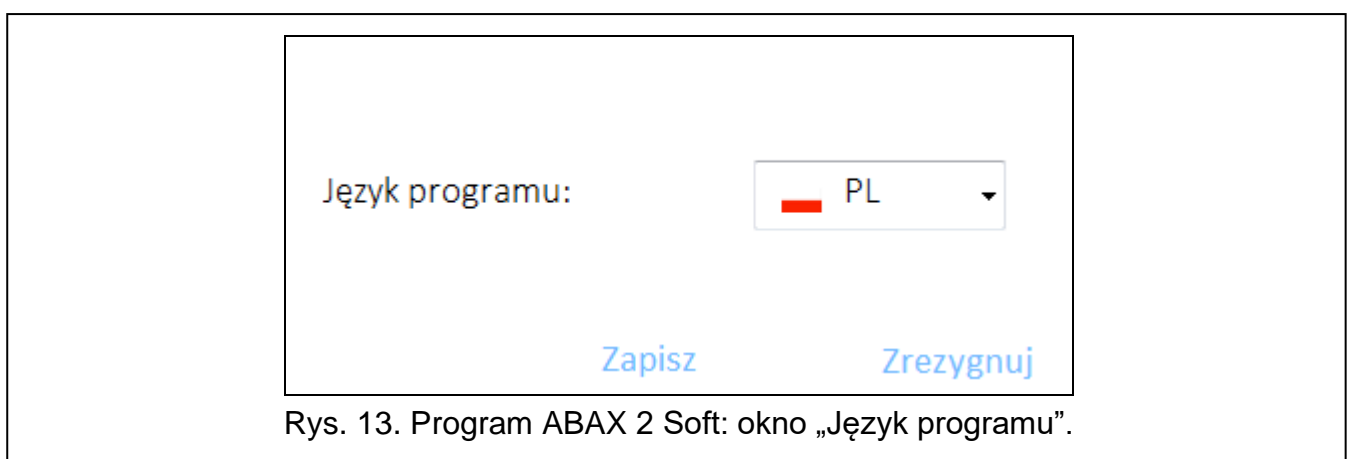 Język programu: PL
Zapisz Zrezygnuj
Rys. 13. Program ABAX 2 Soft: okno „Język programu”.